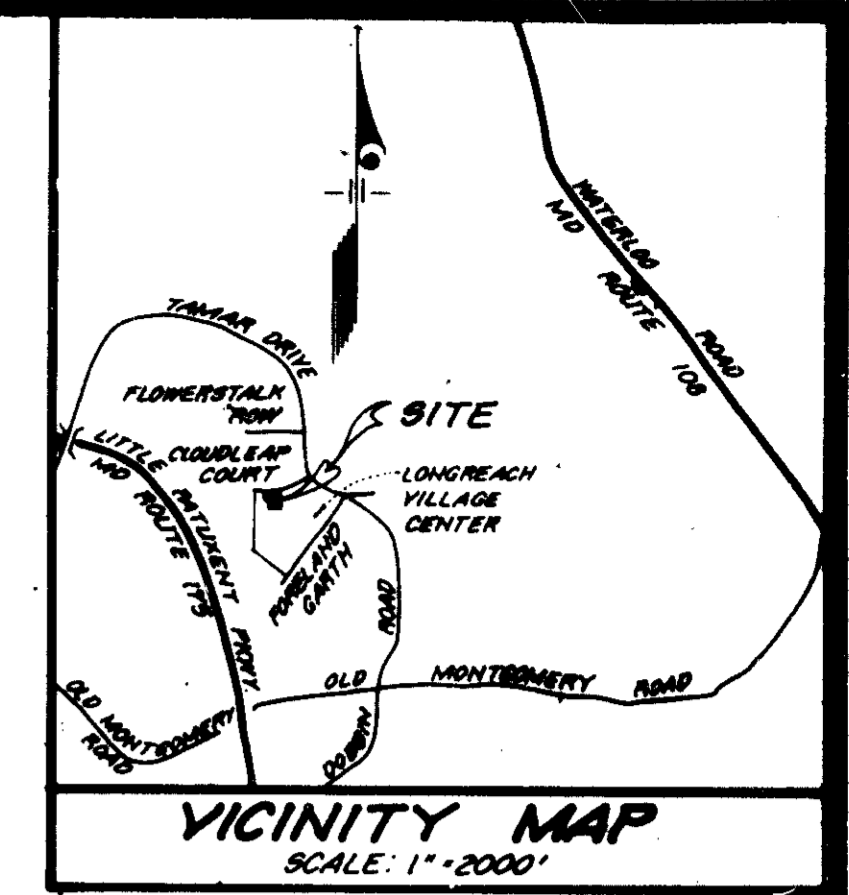 WATERLOO ROAD
MD ROUTE 108
TAMAR DRIVE
FLOWERSTALK
ROW
SITE
CLOUDLEAP
COURT
LITTLE PATUXENT PKWY.
MD ROUTE 175
LONGREACH
VILLAGE
CENTER
FORELAND
GARTH
ROAD
OLD MONTGOMERY ROAD
OLD MONTGOMERY
ROAD
DOBBIN
VICINITY MAP
SCALE: 1"=2000'